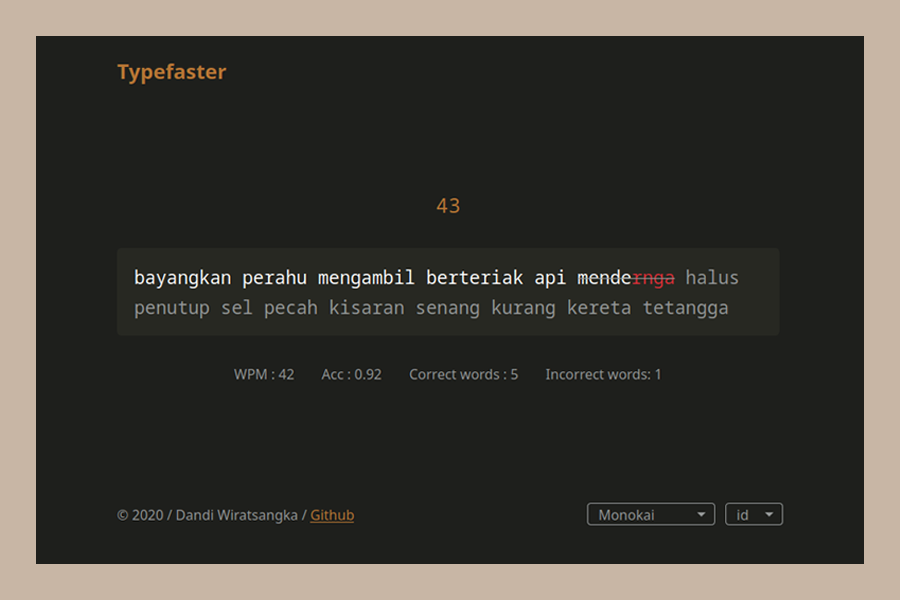 Typefaster
43
bayangkan perahu mengambil berteriak api mendernga halus
penutup sel pecah kisaran senang kurang kereta tetangga
WPM : 42 Acc : 0.92 Correct words : 5 Incorrect words: 1
© 2020 / Dandi Wiratsangka / Github Monokai id